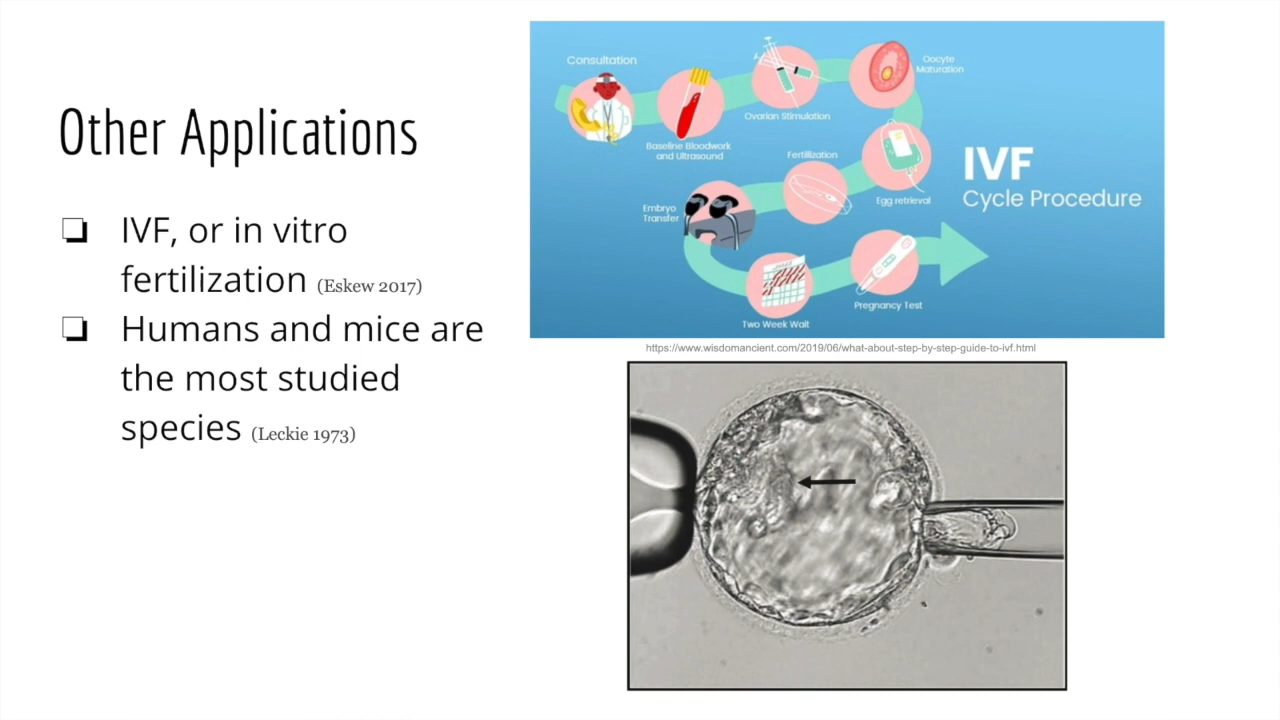 Other Applications
❏ IVF, or in vitro
fertilization (Eskew 2017)
❏ Humans and mice are
the most studied
species (Leckie 1973)
Consultation
Baseline Bloodwork
and Ultrasound
Ovarian Stimulation
Oocyte
Maturation
Egg retrieval
Fertilization
Embryo
Transfer
Two Week Wait
Pregnancy Test
IVF
Cycle Procedure
https://www.wisdomancient.com/2019/06/what-about-step-by-step-guide-to-ivf.html